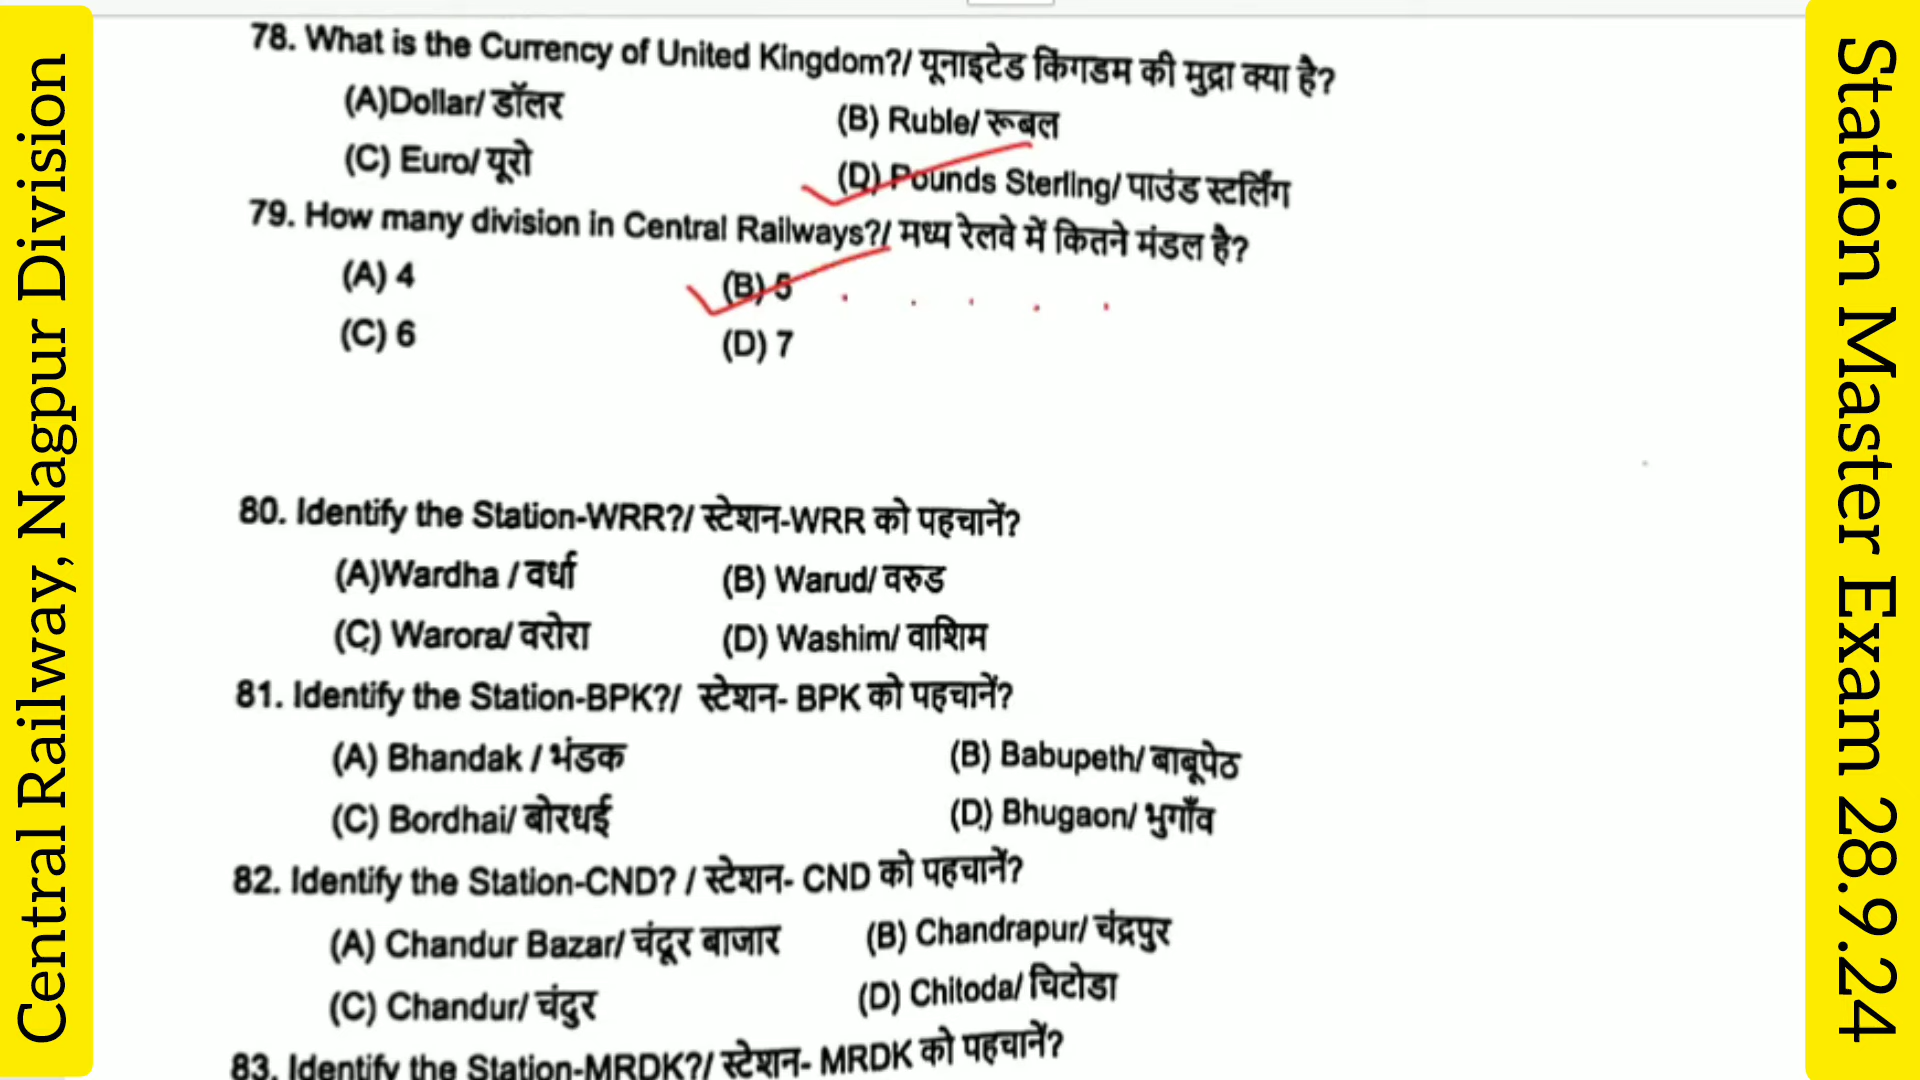 Central Railway, Nagpur Division
78. What is the Currency of United Kingdom?/ यूनाइटेड किंगडम की मुद्रा क्या है?
(A)Dollar/ डॉलर (B) Ruble/ रूबल
(C) Euro/ यूरो (D) Pounds Sterling/ पाउंड स्टर्लिंग
79. How many division in Central Railways?/ मध्य रेलवे में कितने मंडल है?
(A) 4 (B) 5
(C) 6 (D) 7
80. Identify the Station-WRR?/ स्टेशन-WRR को पहचानें?
(A)Wardha / वर्धा (B) Warud/ वरुड
(C) Warora/ वरोरा (D) Washim/ वाशिम
81. Identify the Station-BPK?/ स्टेशन- BPK को पहचानें?
(A) Bhandak / भंडक (B) Babupeth/ बाबूपेठ
(C) Bordhai/ बोरधई (D) Bhugaon/ भुगाँव
82. Identify the Station-CND? / स्टेशन- CND को पहचानें?
(A) Chandur Bazar/ चंदूर बाजार (B) Chandrapur/ चंद्रपुर
(C) Chandur/ चंदुर (D) Chitoda/ चिटोडा
83. Identify the Station-MRDK?/ स्टेशन- MRDK को पहचानें?
Station Master Exam 28.9.24